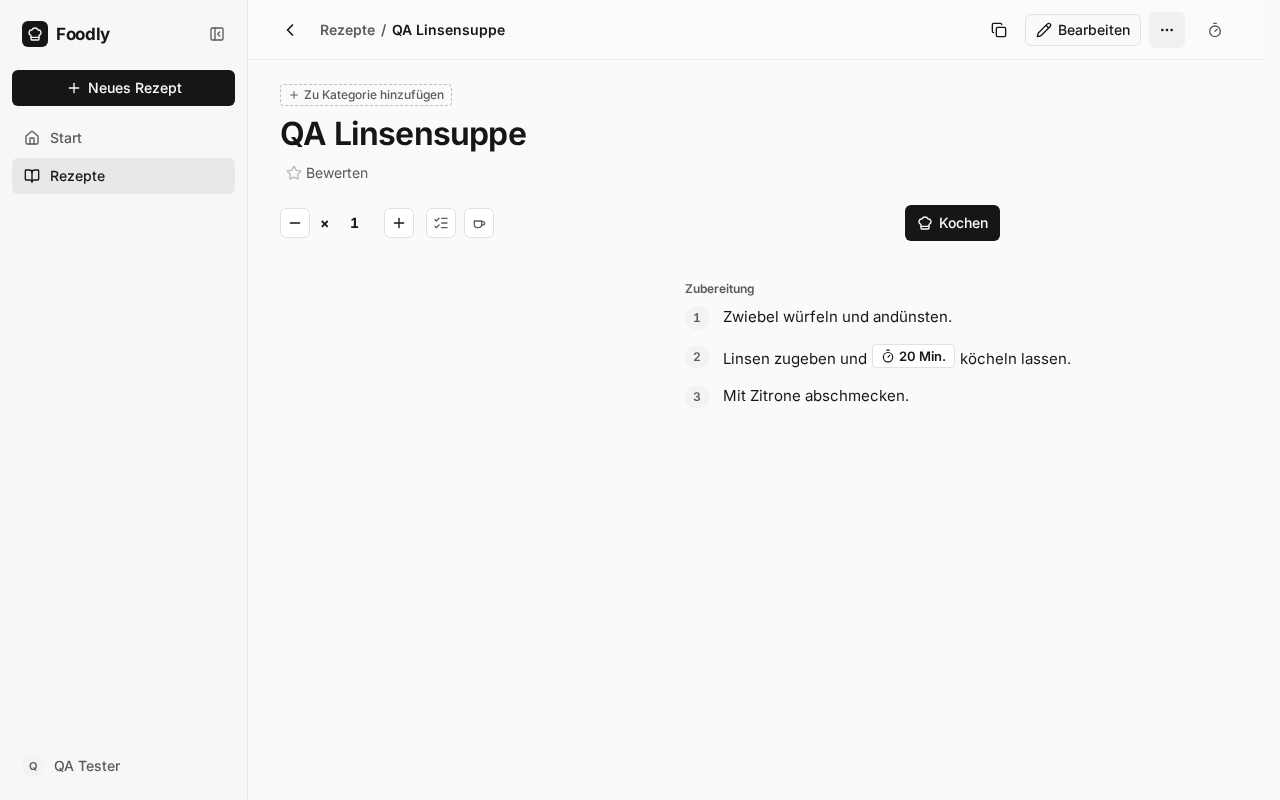 Foodly
Rezepte / QA Linsensuppe
Bearbeiten
Neues Rezept
Start
Rezepte
Zu Kategorie hinzufügen
QA Linsensuppe
Bewerten
× 1
Kochen
Zubereitung
1 Zwiebel würfeln und andünsten.
2 Linsen zugeben und 20 Min. köcheln lassen.
3 Mit Zitrone abschmecken.
Q QA Tester